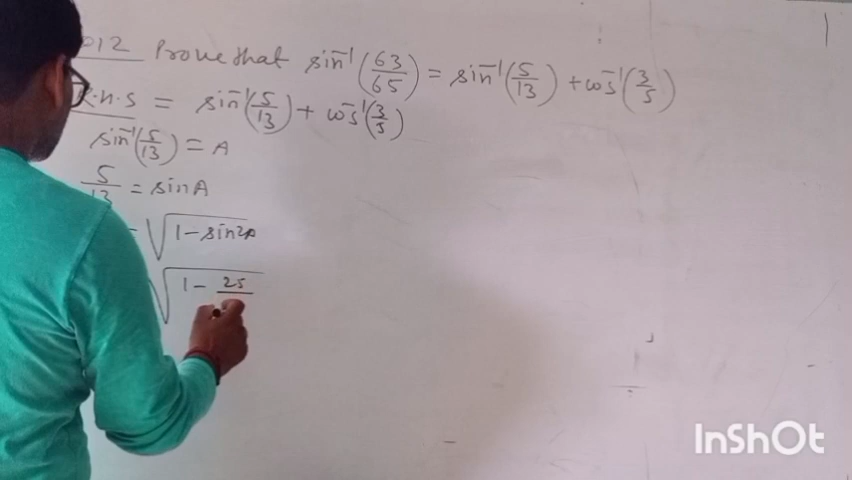 012 Prove that sin⁻¹(63/65) = sin⁻¹(5/13) + cos⁻¹(3/5)
R.H.S = sin⁻¹(5/13) + cos⁻¹(3/5)
sin⁻¹(5/13) = A
5/13 = sinA
√1-sin2A
√1- 25
InShOt